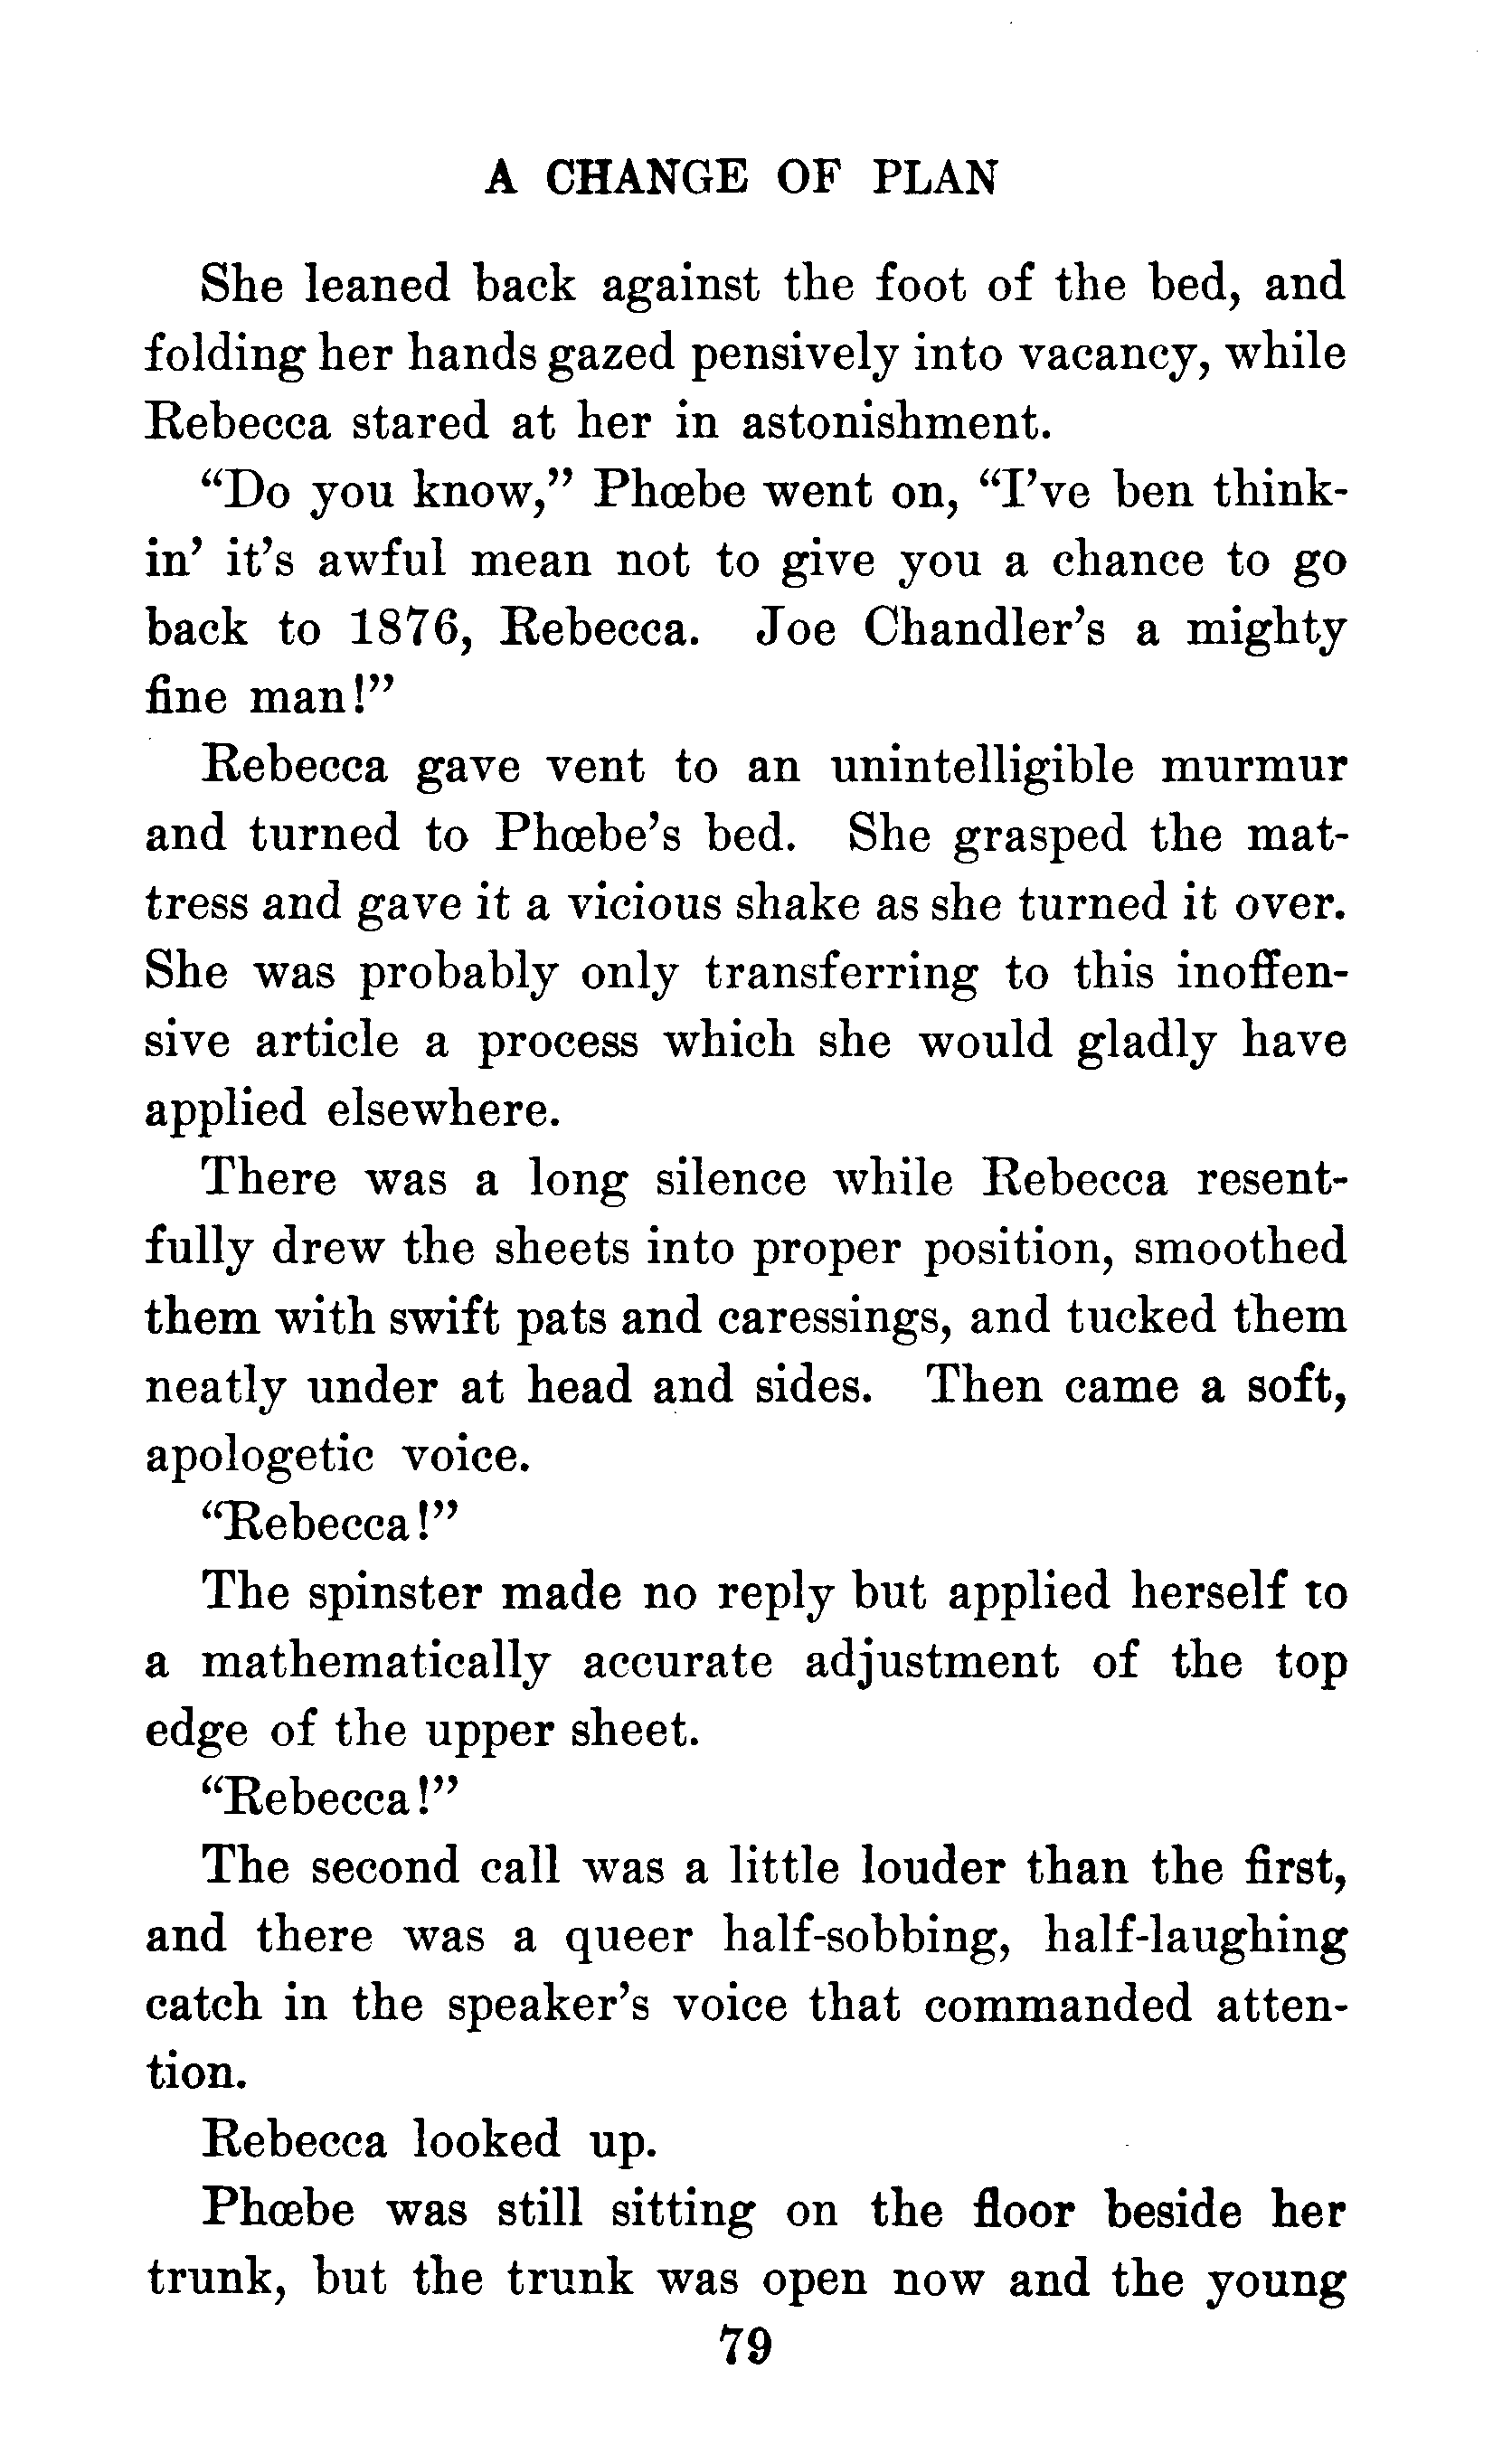 A CHANGE OF PLAN
She leaned back against the foot of the bed, and
folding her hands gazed pensively into vacancy, while
Rebecca stared at her in astonishment.
“Do you know,” Phœbe went on, “I’ve ben think-
in’ it’s awful mean not to give you a chance to go
back to 1876, Rebecca. Joe Chandler’s a mighty
fine man!”
Rebecca gave vent to an unintelligible murmur
and turned to Phœbe’s bed. She grasped the mat-
tress and gave it a vicious shake as she turned it over.
She was probably only transferring to this inoffen-
sive article a process which she would gladly have
applied elsewhere.
There was a long silence while Rebecca resent-
fully drew the sheets into proper position, smoothed
them with swift pats and caressings, and tucked them
neatly under at head and sides. Then came a soft,
apologetic voice.
“Rebecca!”
The spinster made no reply but applied herself to
a mathematically accurate adjustment of the top
edge of the upper sheet.
“Rebecca!”
The second call was a little louder than the first,
and there was a queer half-sobbing, half-laughing
catch in the speaker’s voice that commanded atten-
tion.
Rebecca looked up.
Phœbe was still sitting on the floor beside her
trunk, but the trunk was open now and the young
79